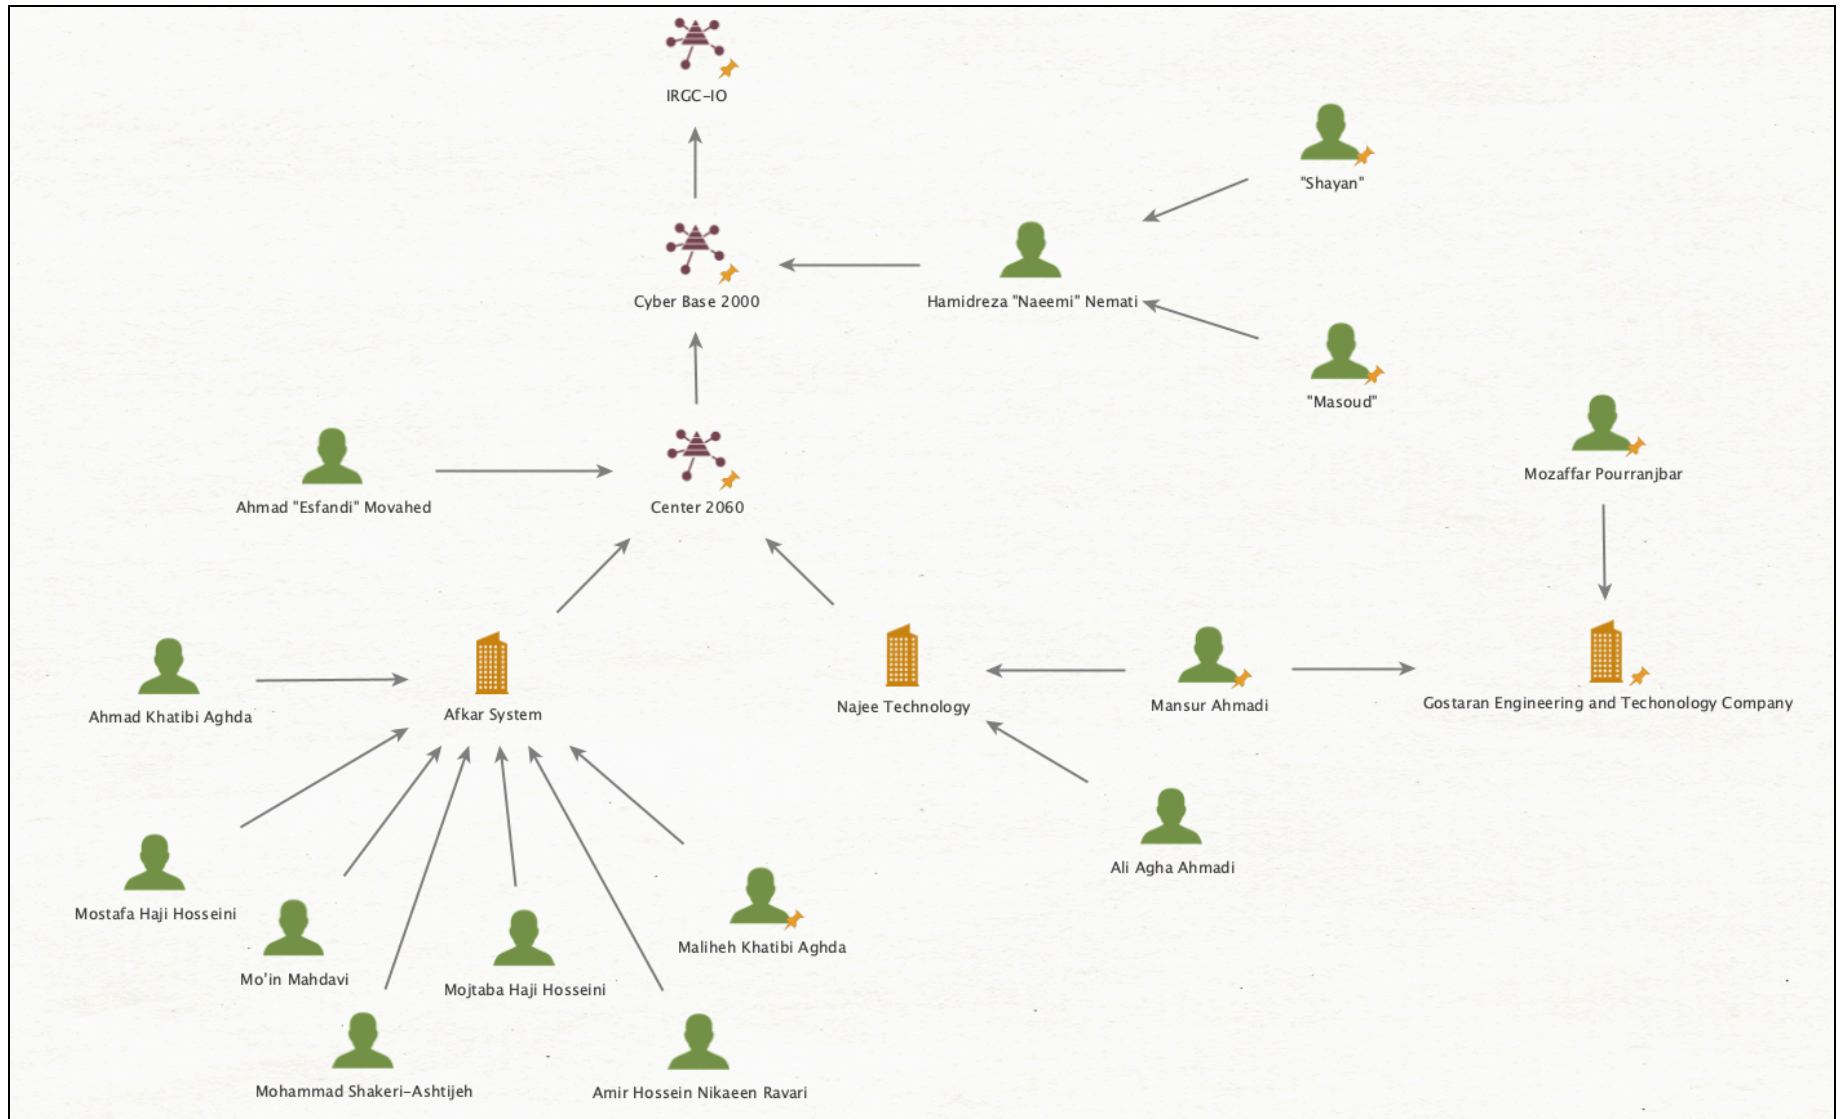 IRGC-IO
"Shayan"
Cyber Base 2000
Hamidreza "Naeemi" Nemati
"Masoud"
Mozaffar Pourranjbar
Ahmad "Esfandi" Movahed
Center 2060
Ahmad Khatibi Aghda
Afkar System
Najee Technology
Mansur Ahmadi
Gostaran Engineering and Techonology Company
Ali Agha Ahmadi
Mostafa Haji Hosseini
Maliheh Khatibi Aghda
Mo'in Mahdavi
Mojtaba Haji Hosseini
Mohammad Shakeri-Ashtijeh
Amir Hossein Nikaeen Ravari